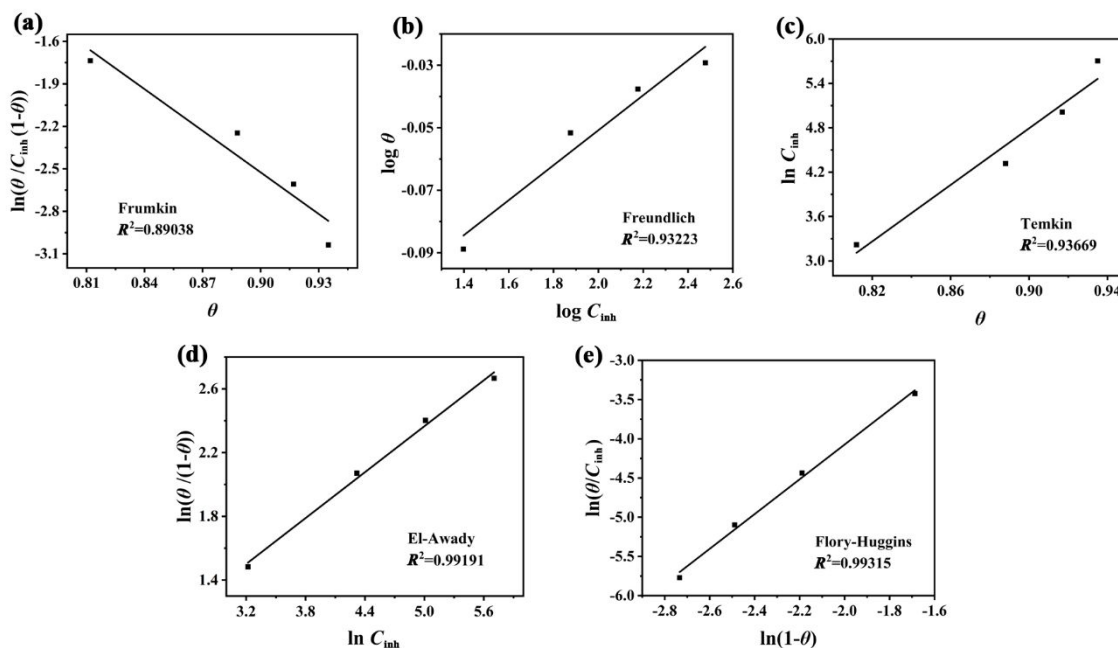 (a)
-1.6
-1.9
-2.2
-2.5
-2.8
-3.1
ln(θ /C_inh (1-θ))
Frumkin
R²=0.89038
0.81 0.84 0.87 0.90 0.93
θ
(b)
-0.03
-0.05
-0.07
-0.09
log θ
Freundlich
R²=0.93223
1.4 1.6 1.8 2.0 2.2 2.4 2.6
log C_inh
(c)
6.0
5.4
4.8
4.2
3.6
3.0
ln C_inh
Temkin
R²=0.93669
0.82 0.86 0.90 0.94
θ
(d)
2.6
2.2
1.8
1.4
ln(θ /(1-θ))
El-Awady
R²=0.99191
3.2 3.8 4.4 5.0 5.6
ln C_inh
(e)
-3.0
-3.5
-4.0
-4.5
-5.0
-5.5
-6.0
ln(θ/C_inh)
Flory-Huggins
R²=0.99315
-2.8 -2.6 -2.4 -2.2 -2.0 -1.8 -1.6
ln(1-θ)